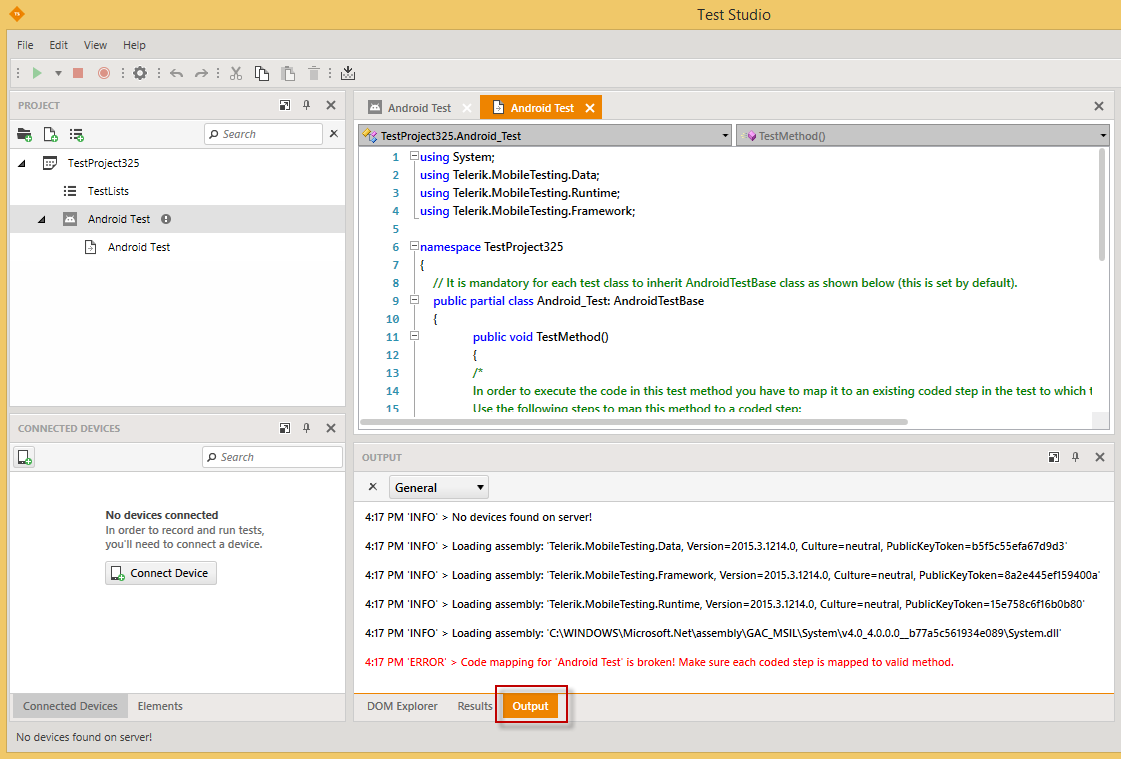 Test Studio
File Edit View Help
PROJECT
Search
TestProject325
TestLists
Android Test
Android Test
CONNECTED DEVICES
Search
No devices connected
In order to record and run tests,
you'll need to connect a device.
Connect Device
Connected Devices Elements
Android Test Android Test
TestProject325.Android_Test TestMethod()
1 using System;
2 using Telerik.MobileTesting.Data;
3 using Telerik.MobileTesting.Runtime;
4 using Telerik.MobileTesting.Framework;
5
6 namespace TestProject325
7 {
8 // It is mandatory for each test class to inherit AndroidTestBase class as shown below (this is set by default).
9 public partial class Android_Test: AndroidTestBase
10 {
11 public void TestMethod()
12 {
13 /*
14 In order to execute the code in this test method you have to map it to an existing coded step in the test to which t
15 Use the following steps to map this method to a coded step:
OUTPUT
General
4:17 PM 'INFO' > No devices found on server!
4:17 PM 'INFO' > Loading assembly: 'Telerik.MobileTesting.Data, Version=2015.3.1214.0, Culture=neutral, PublicKeyToken=b5f5c55efa67d9d3'
4:17 PM 'INFO' > Loading assembly: 'Telerik.MobileTesting.Framework, Version=2015.3.1214.0, Culture=neutral, PublicKeyToken=8a2e445ef159400a'
4:17 PM 'INFO' > Loading assembly: 'Telerik.MobileTesting.Runtime, Version=2015.3.1214.0, Culture=neutral, PublicKeyToken=15e758c6f16b0b80'
4:17 PM 'INFO' > Loading assembly: 'C:\WINDOWS\Microsoft.Net\assembly\GAC_MSIL\System\v4.0_4.0.0.0__b77a5c561934e089\System.dll'
4:17 PM 'ERROR' > Code mapping for 'Android Test' is broken! Make sure each coded step is mapped to valid method.
DOM Explorer Results Output
No devices found on server!